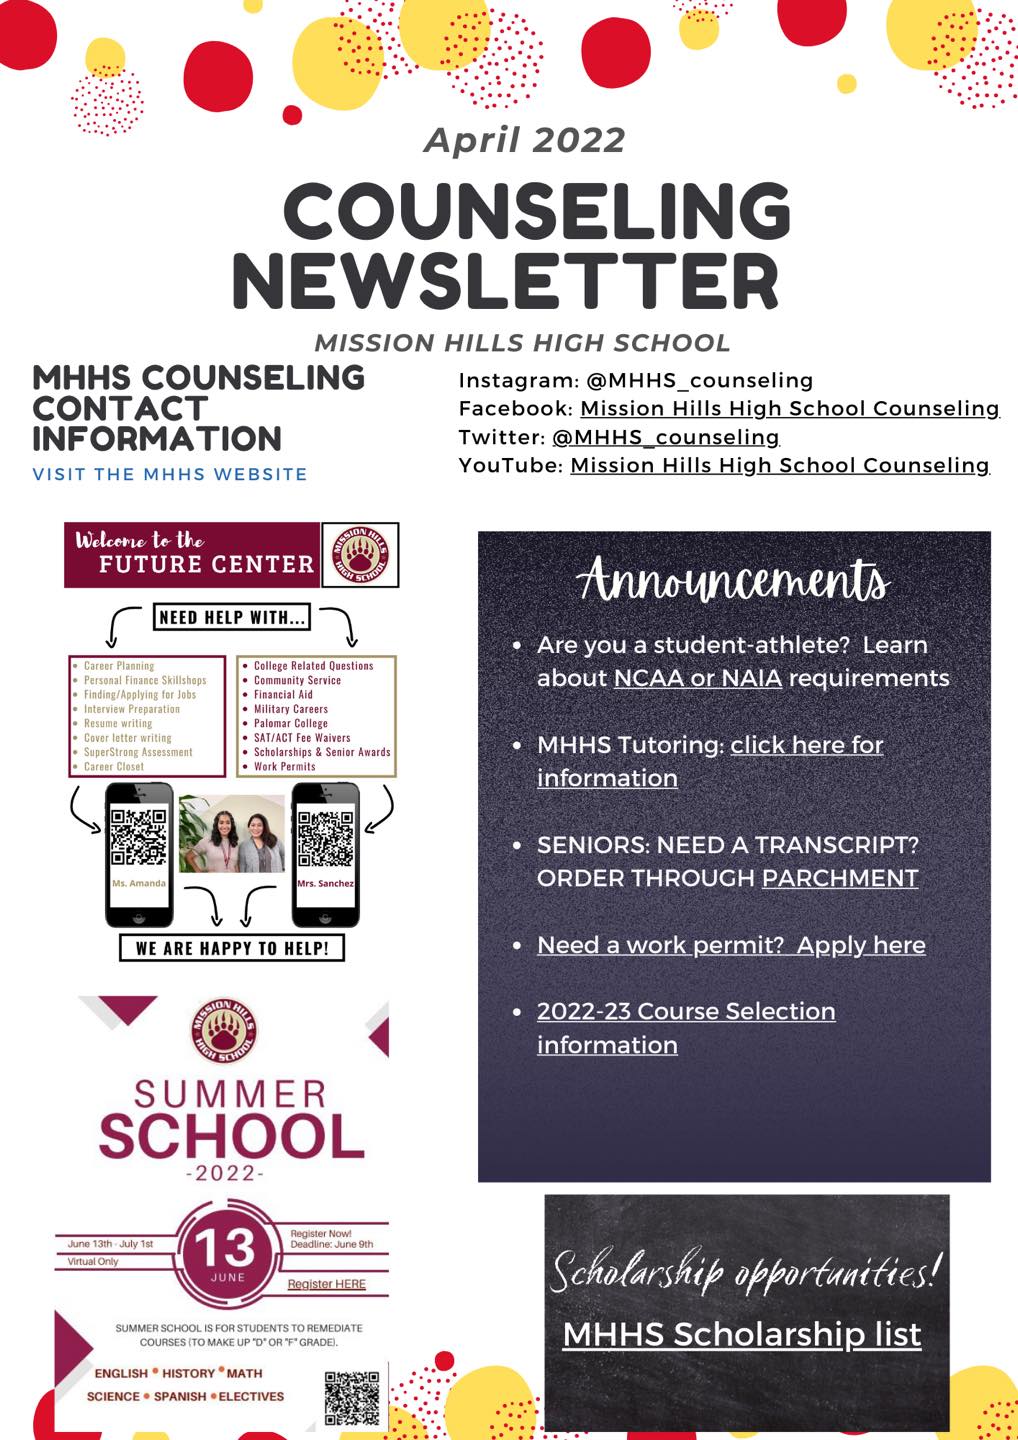 April 2022
COUNSELING
NEWSLETTER
MISSION HILLS HIGH SCHOOL
MHHS COUNSELING
CONTACT
INFORMATION
VISIT THE MHHS WEBSITE
Instagram: @MHHS_counseling
Facebook: Mission Hills High School Counseling
Twitter: @MHHS_counseling
YouTube: Mission Hills High School Counseling
Welcome to the
FUTURE CENTER
MISSION HILLS
HIGH SCHOOL
NEED HELP WITH...
• Career Planning
• Personal Finance Skillshops
• Finding/Applying for Jobs
• Interview Preparation
• Resume writing
• Cover letter writing
• SuperStrong Assessment
• Career Closet
• College Related Questions
• Community Service
• Financial Aid
• Military Careers
• Palomar College
• SAT/ACT Fee Waivers
• Scholarships & Senior Awards
• Work Permits
Ms. Amanda
Mrs. Sanchez
WE ARE HAPPY TO HELP!
MISSION HILLS
HIGH SCHOOL
SUMMER
SCHOOL
-2022-
June 13th - July 1st
Virtual Only
13
JUNE
Register Now!
Deadline: June 9th
Register HERE
SUMMER SCHOOL IS FOR STUDENTS TO REMEDIATE
COURSES (TO MAKE UP "D" OR "F" GRADE).
ENGLISH • HISTORY • MATH
SCIENCE • SPANISH • ELECTIVES
Announcements
• Are you a student-athlete? Learn
about NCAA or NAIA requirements
• MHHS Tutoring: click here for
information
• SENIORS: NEED A TRANSCRIPT?
ORDER THROUGH PARCHMENT
• Need a work permit? Apply here
• 2022-23 Course Selection
information
Scholarship opportunities!
MHHS Scholarship list